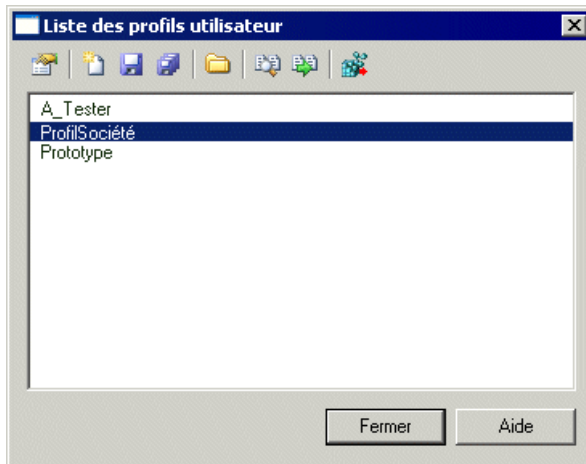 Liste des profils utilisateur
A_Tester
ProfilSociété
Prototype
Fermer
Aide